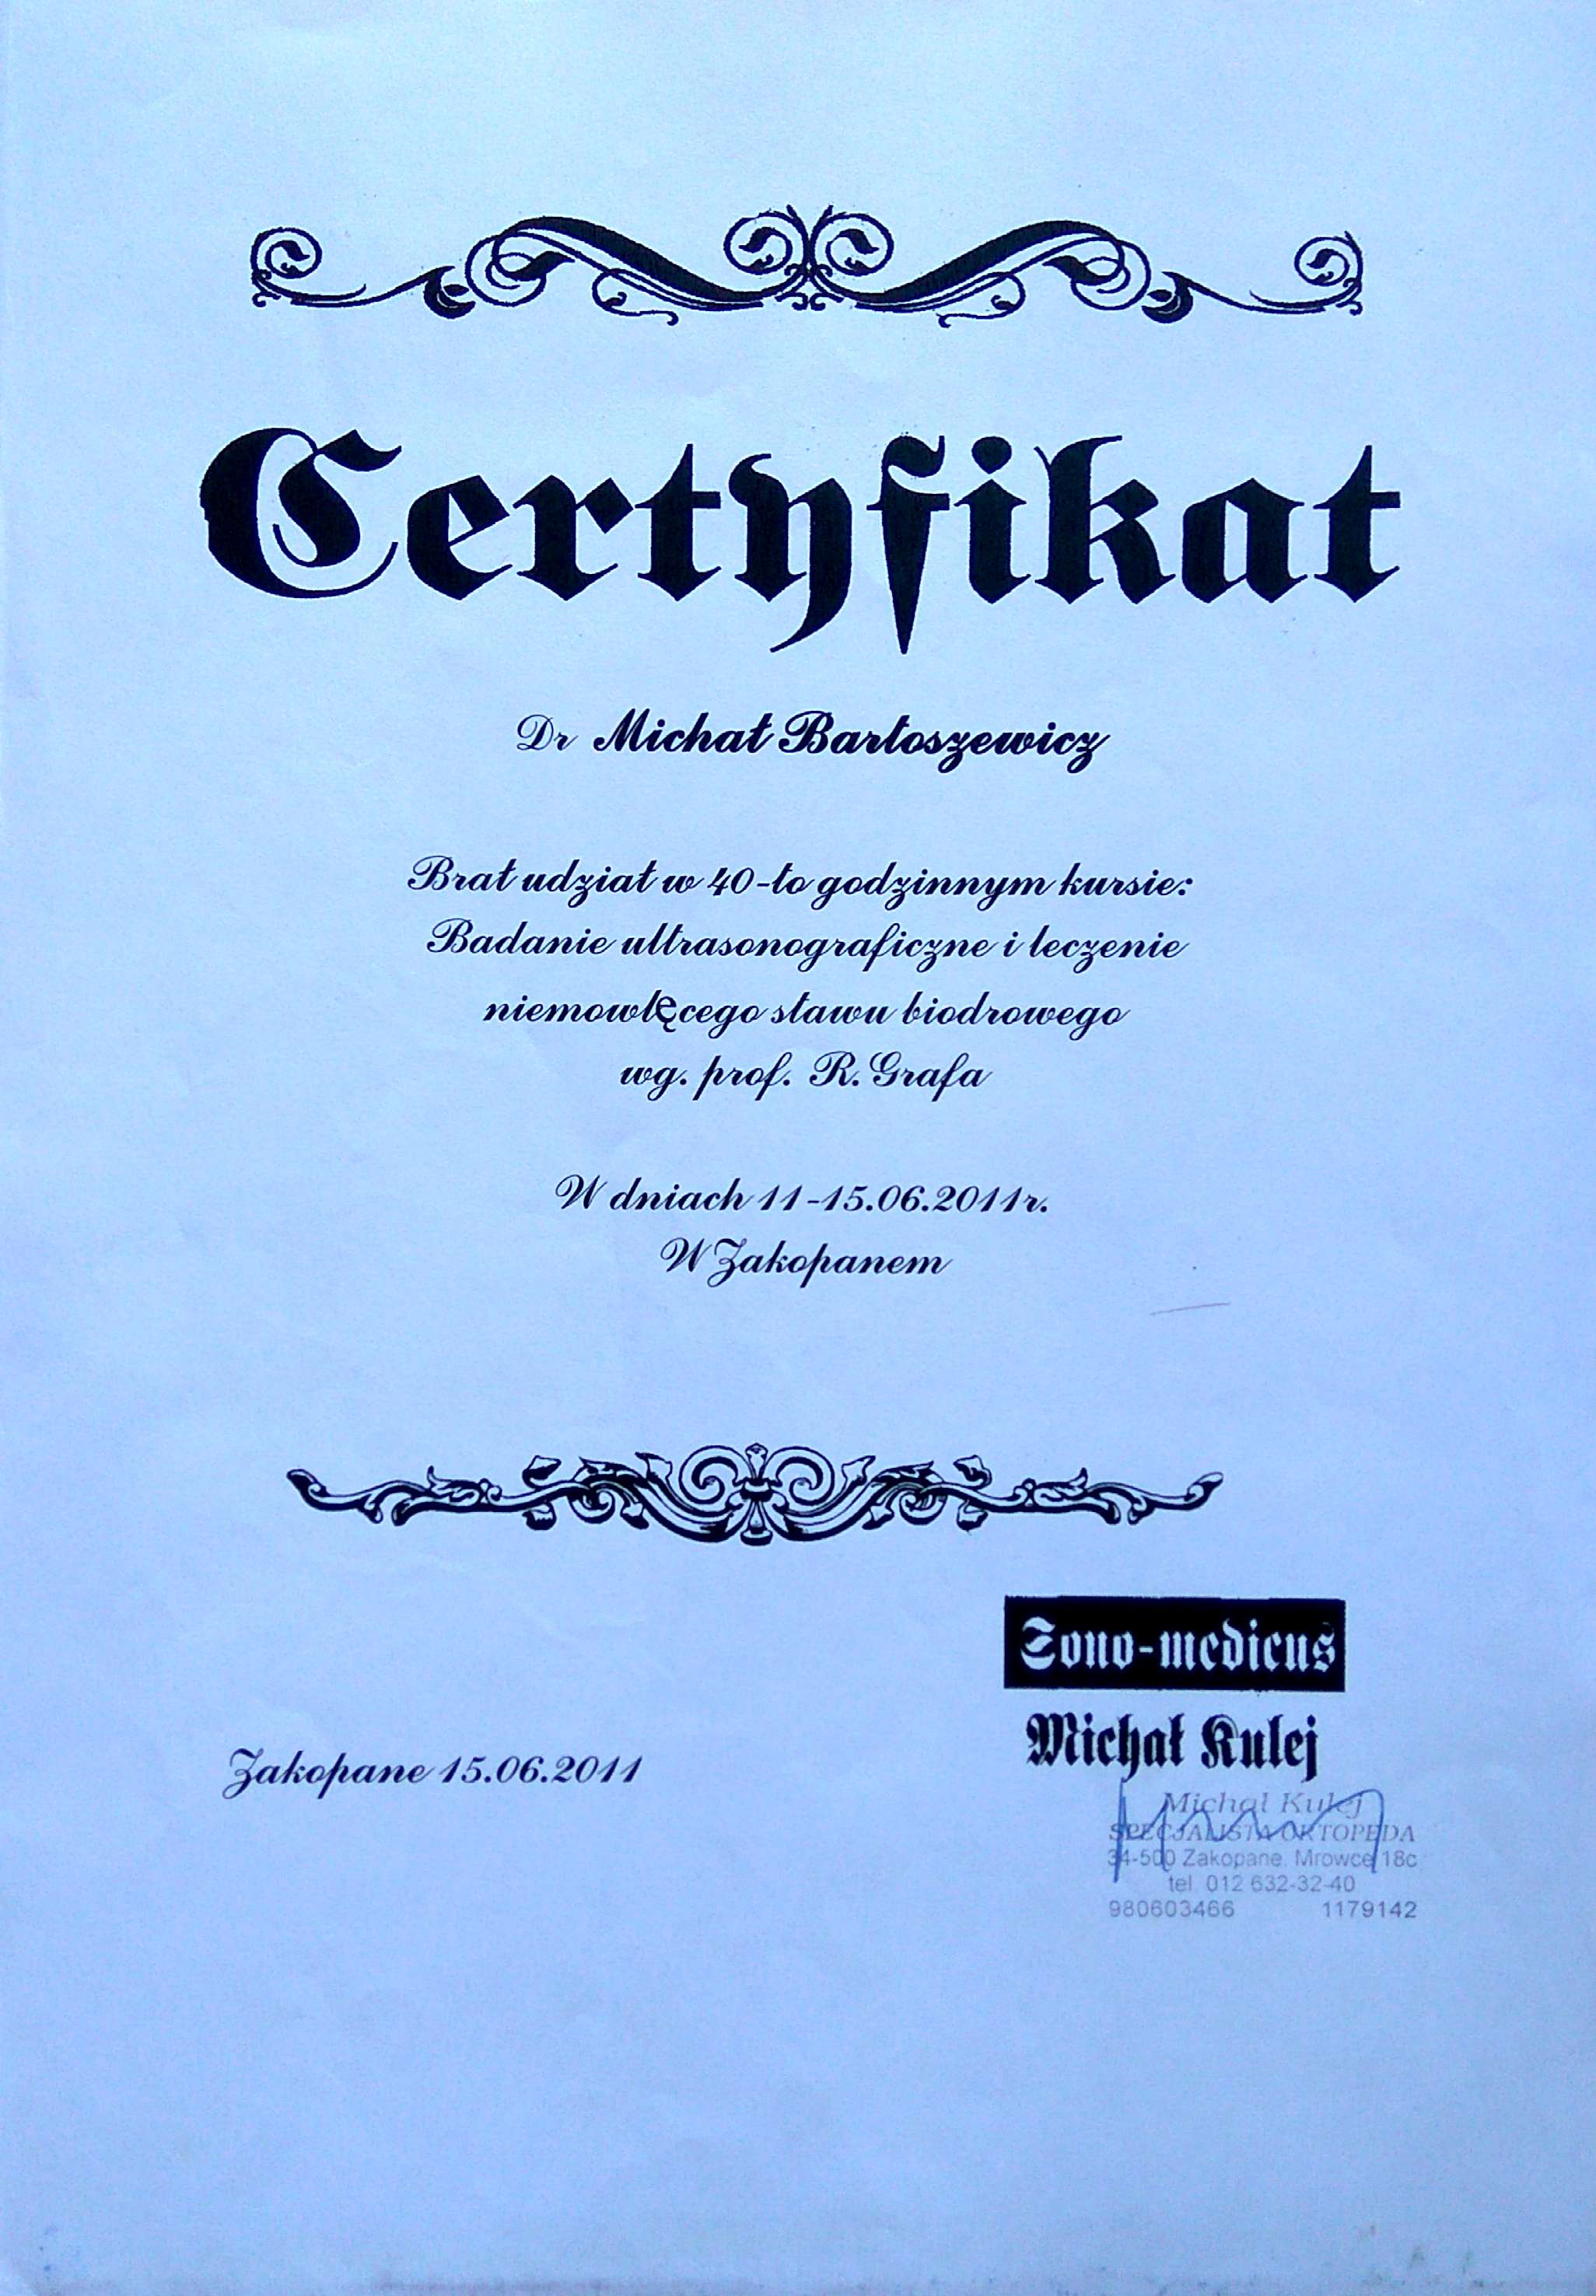 Certyfikat
Dr Michał Bartoszewicz
Brał udział w 40-to godzinnym kursie:
Badanie ultrasonograficzne i leczenie
niemowlęcego stawu biodrowego
wg. prof. R. Grafa
W dniach 11-15.06.2011r.
W Zakopanem
Sono-medicus
Michał Kulej
Zakopane 15.06.2011
Michał Kulej
SPECJALISTA ORTOPEDA
34-500 Zakopane, Mrowce 18c
tel. 012 632-32-40
980603466 1179142